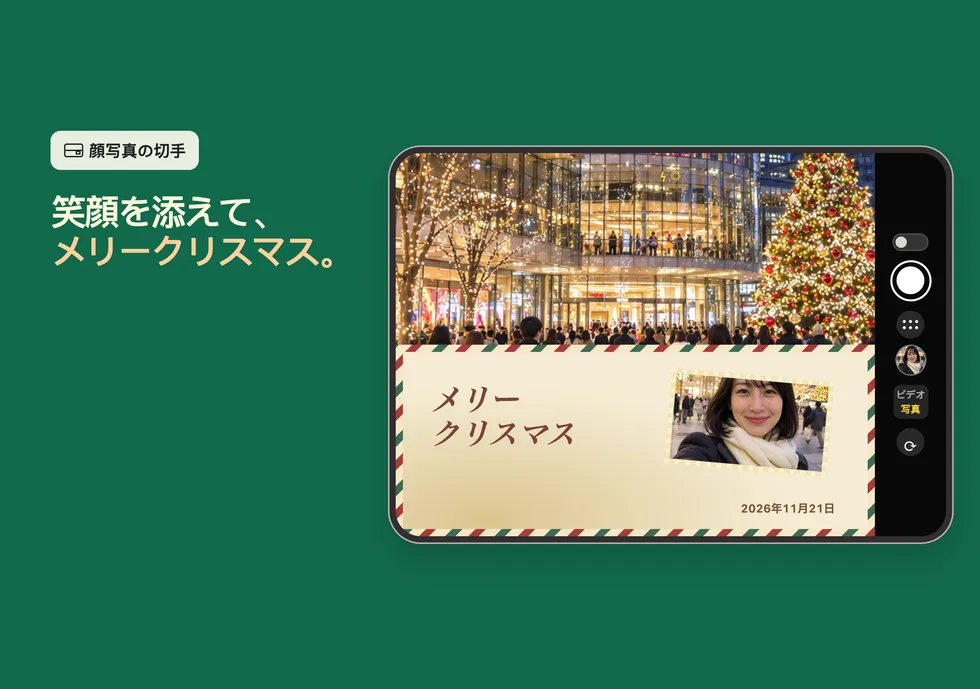 顔写真の切手
笑顔を添えて、
メリークリスマス。
メリー
クリスマス
2026年11月21日
ビデオ
写真